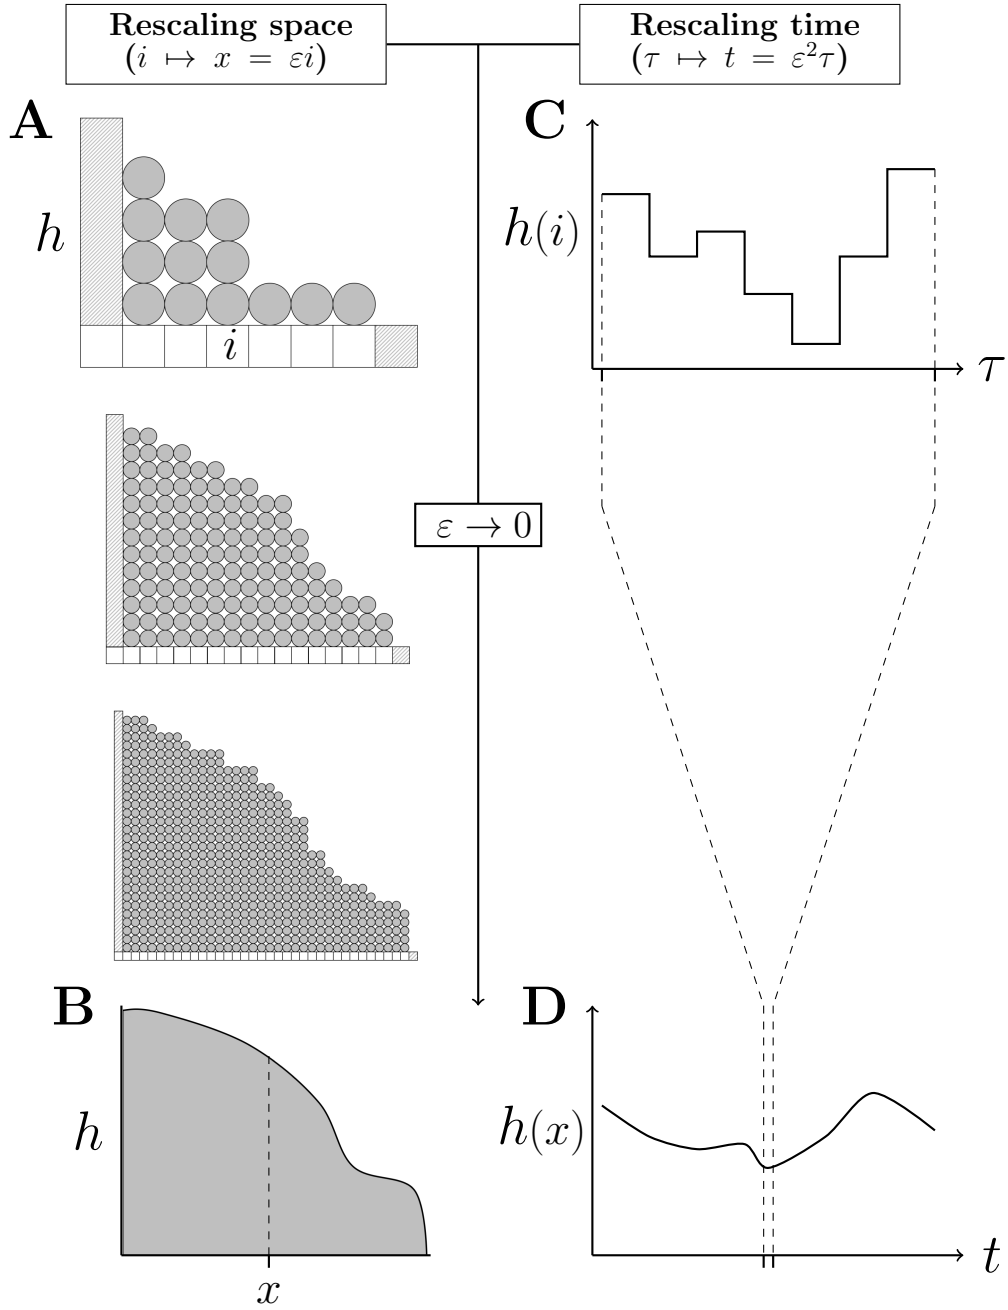 Rescaling space
(i ↦ x = εi)
Rescaling time
(τ ↦ t = ε²τ)
A
h
i
C
h(i)
τ
ε → 0
B
h
x
D
h(x)
t